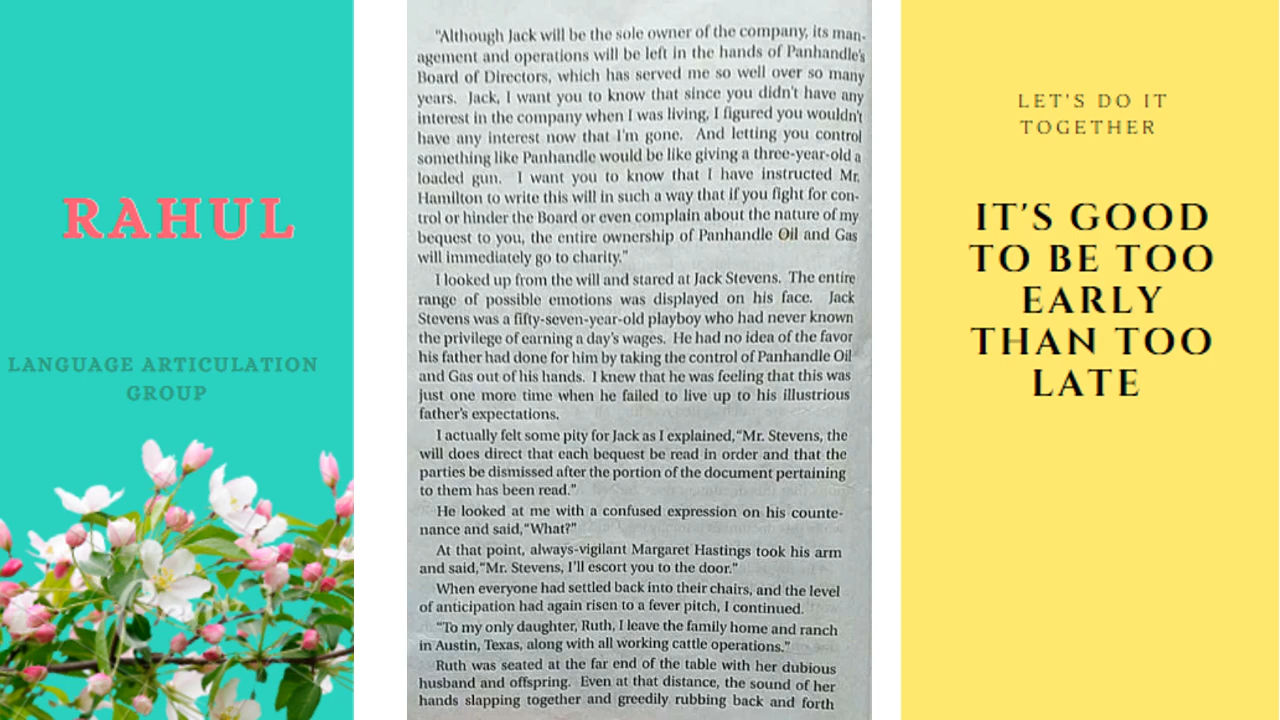 RAHUL
LANGUAGE ARTICULATION
GROUP
"Although Jack will be the sole owner of the company, its man-
agement and operations will be left in the hands of Panhandle's
Board of Directors, which has served me so well over so many
years. Jack, I want you to know that since you didn't have any
interest in the company when I was living, I figured you wouldn't
have any interest now that I'm gone. And letting you control
something like Panhandle would be like giving a three-year-old a
loaded gun. I want you to know that I have instructed Mr.
Hamilton to write this will in such a way that if you fight for con-
trol or hinder the Board or even complain about the nature of my
bequest to you, the entire ownership of Panhandle Oil and Gas
will immediately go to charity."
I looked up from the will and stared at Jack Stevens. The entire
range of possible emotions was displayed on his face. Jack
Stevens was a fifty-seven-year-old playboy who had never known
the privilege of earning a day's wages. He had no idea of the favor
his father had done for him by taking the control of Panhandle Oil
and Gas out of his hands. I knew that he was feeling that this was
just one more time when he failed to live up to his illustrious
father's expectations.
I actually felt some pity for Jack as I explained, "Mr. Stevens, the
will does direct that each bequest be read in order and that the
parties be dismissed after the portion of the document pertaining
to them has been read."
He looked at me with a confused expression on his counte-
nance and said, "What?"
At that point, always-vigilant Margaret Hastings took his arm
and said, "Mr. Stevens, I'll escort you to the door."
When everyone had settled back into their chairs, and the level
of anticipation had again risen to a fever pitch, I continued.
"To my only daughter, Ruth, I leave the family home and ranch
in Austin, Texas, along with all working cattle operations."
Ruth was seated at the far end of the table with her dubious
husband and offspring. Even at that distance, the sound of her
hands slapping together and greedily rubbing back and forth
LET'S DO IT
TOGETHER
IT'S GOOD
TO BE TOO
EARLY
THAN TOO
LATE